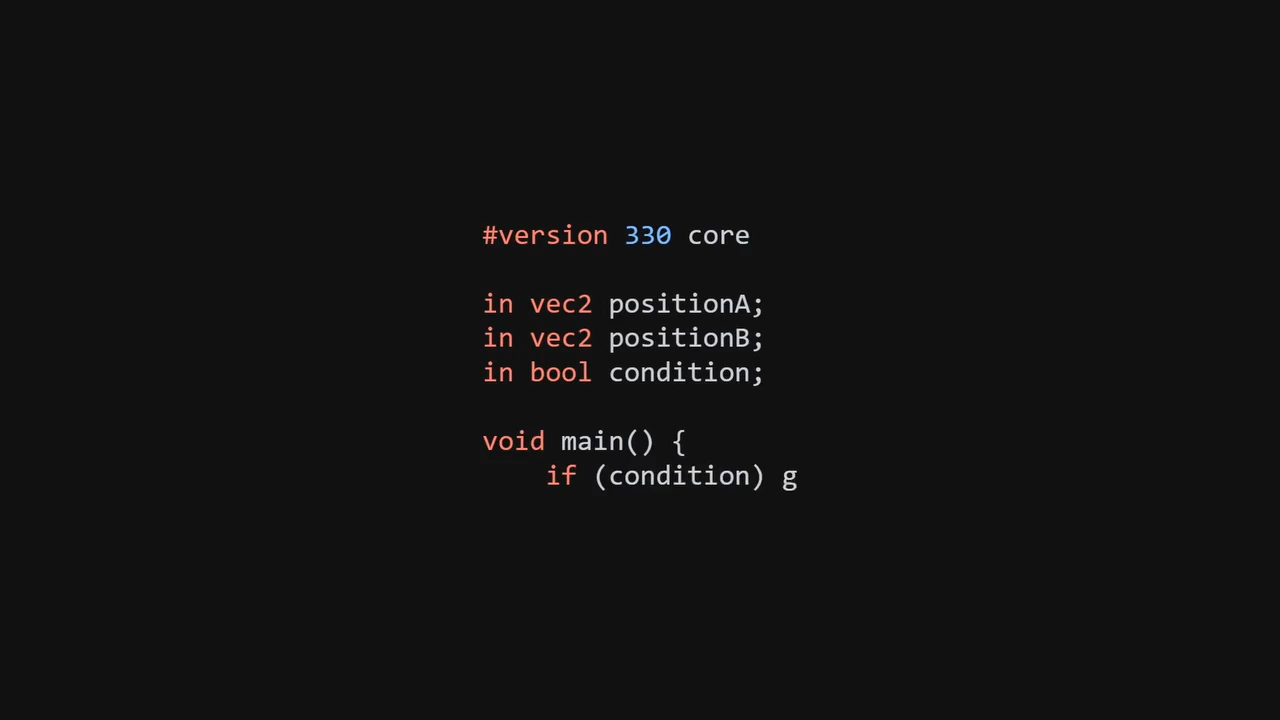 #version 330 core
in vec2 positionA;
in vec2 positionB;
in bool condition;
void main() {
if (condition) g